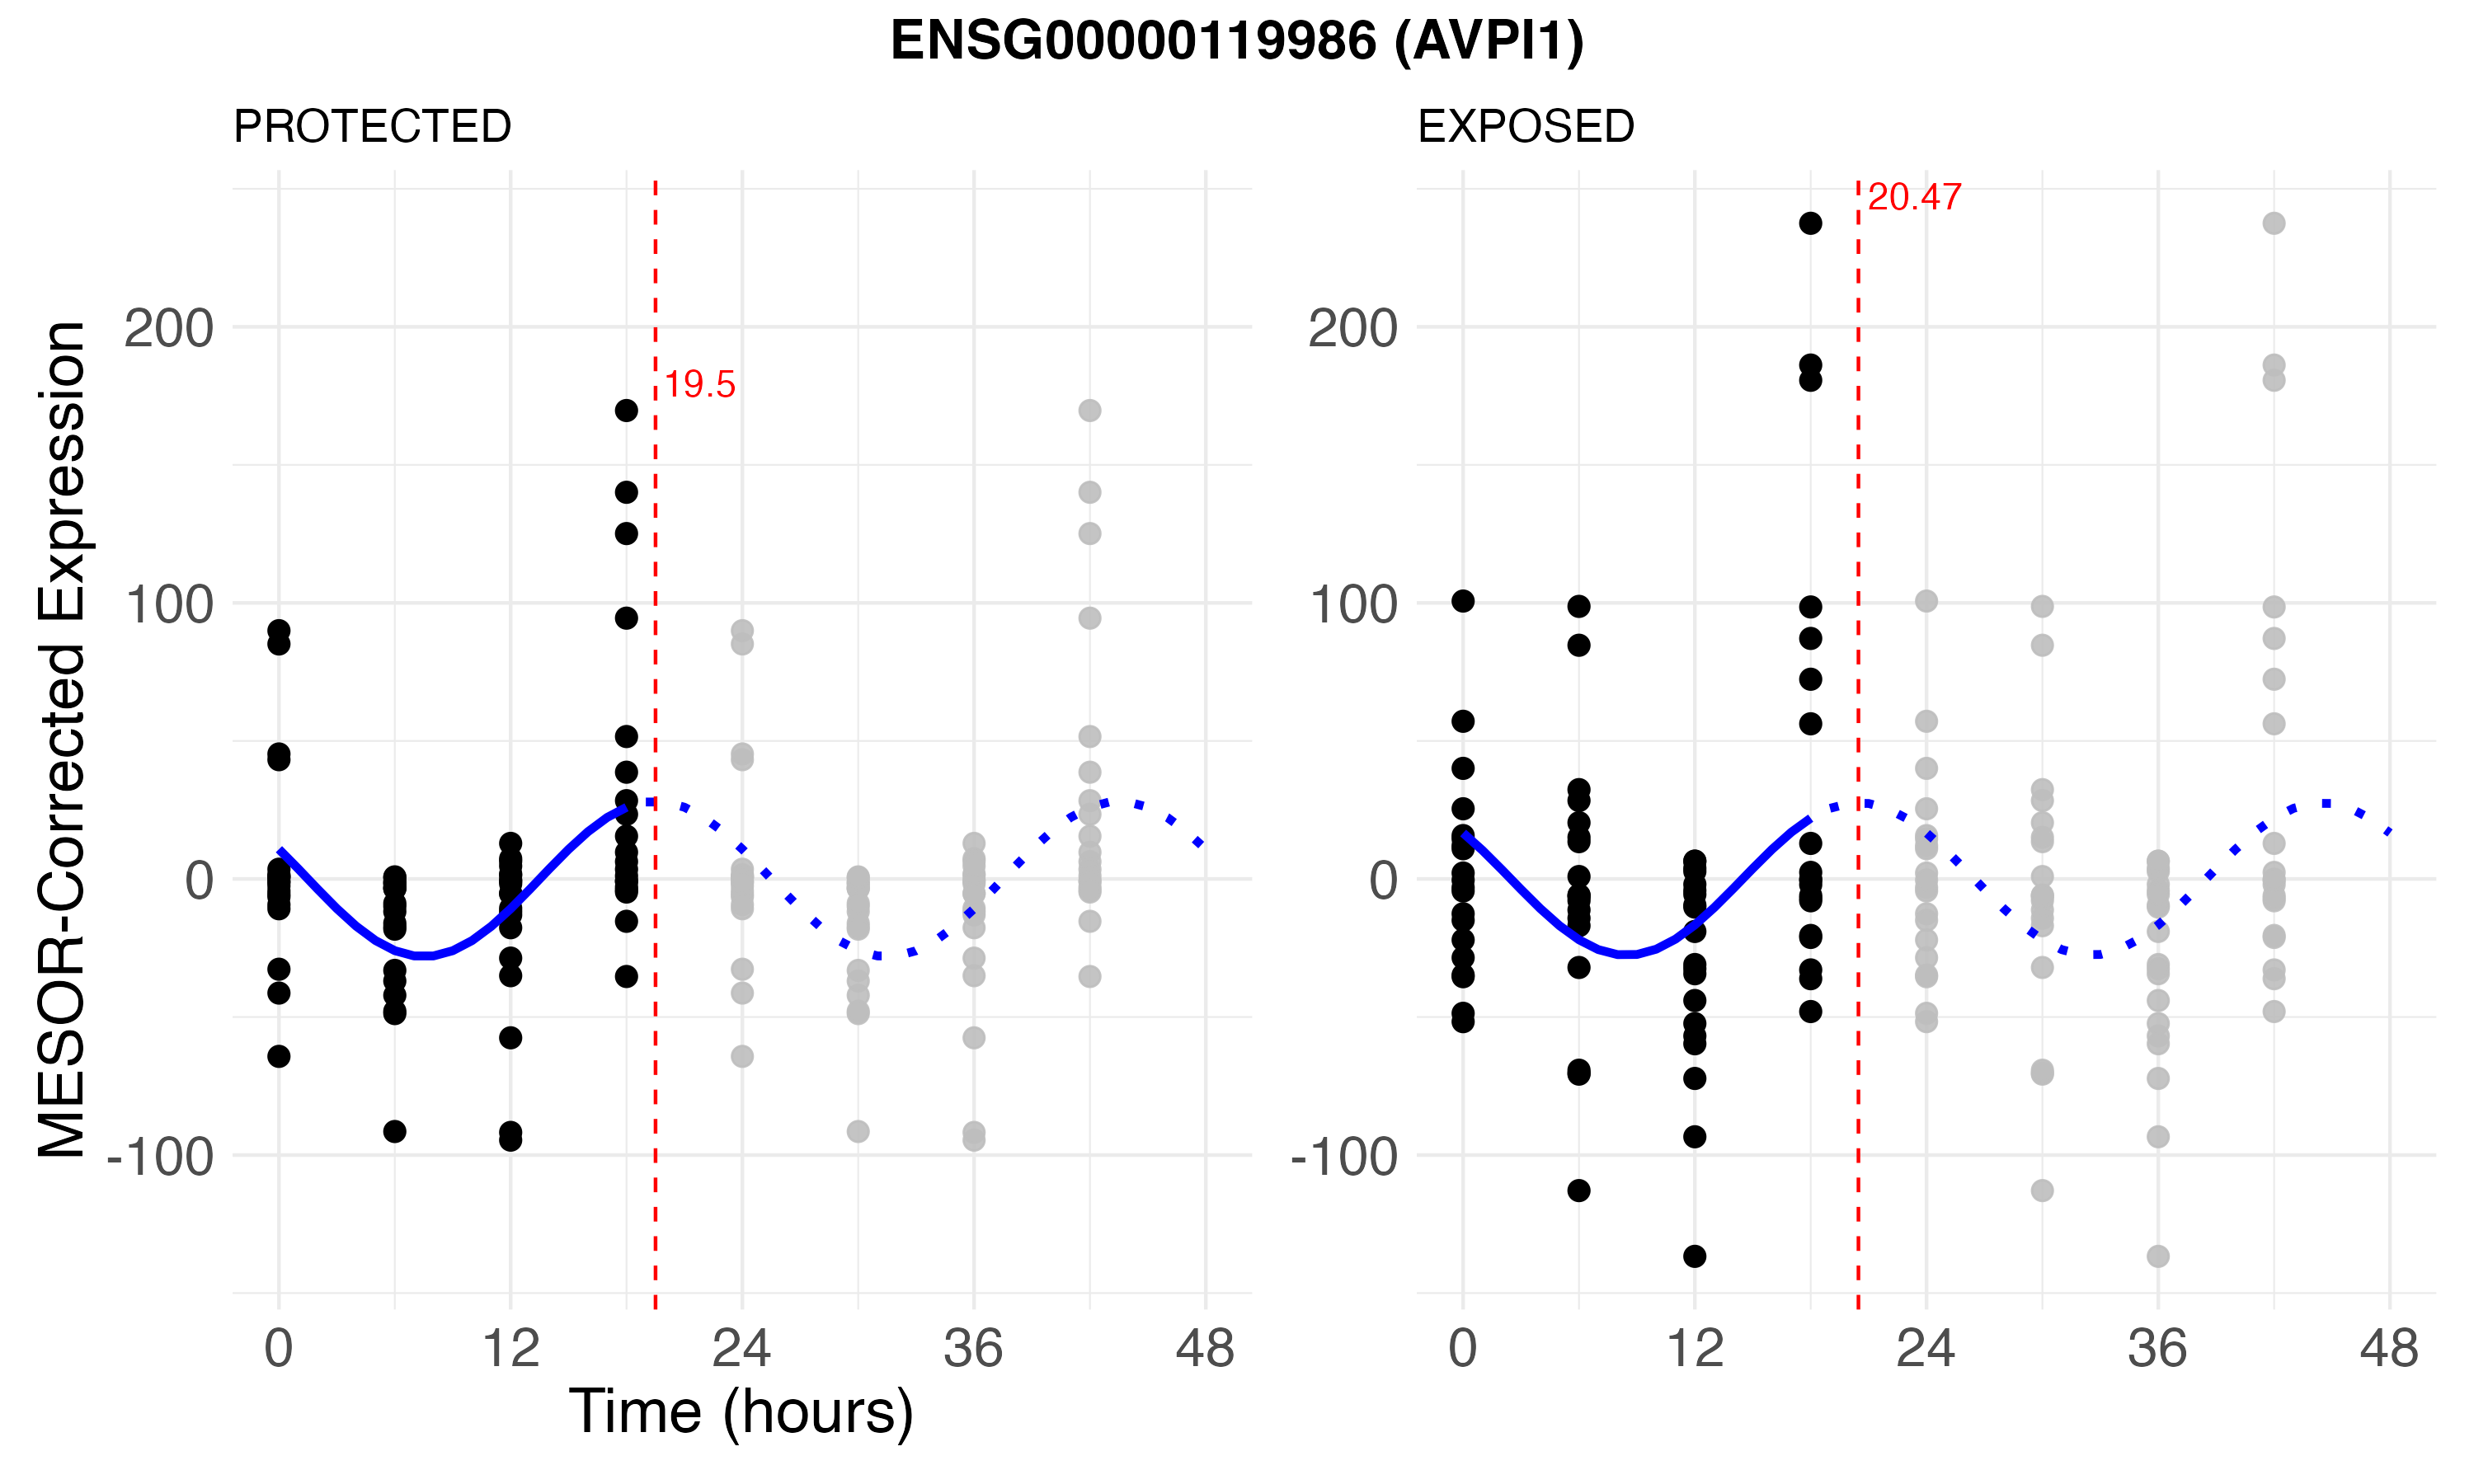 ENSG00000119986 (AVPI1)
PROTECTED
EXPOSED
MESOR-Corrected Expression
200
100
0
-100
19.5
0 12 24 36 48
200
100
0
-100
20.47
0 12 24 36 48
Time (hours)